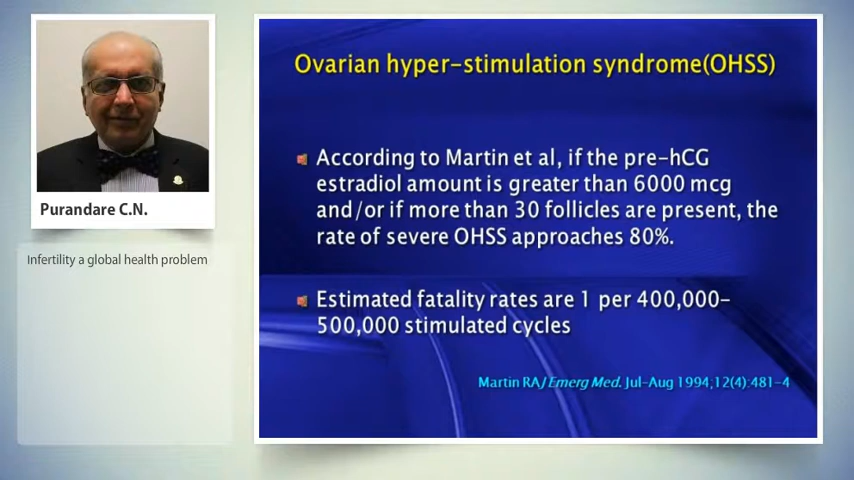 Purandare C.N.
Infertility a global health problem
Ovarian hyper-stimulation syndrome(OHSS)
According to Martin et al, if the pre-hCG
estradiol amount is greater than 6000 mcg
and/or if more than 30 follicles are present, the
rate of severe OHSS approaches 80%.
Estimated fatality rates are 1 per 400,000-
500,000 stimulated cycles
Martin RAJ Emerg Med. Jul-Aug 1994;12(4):481-4